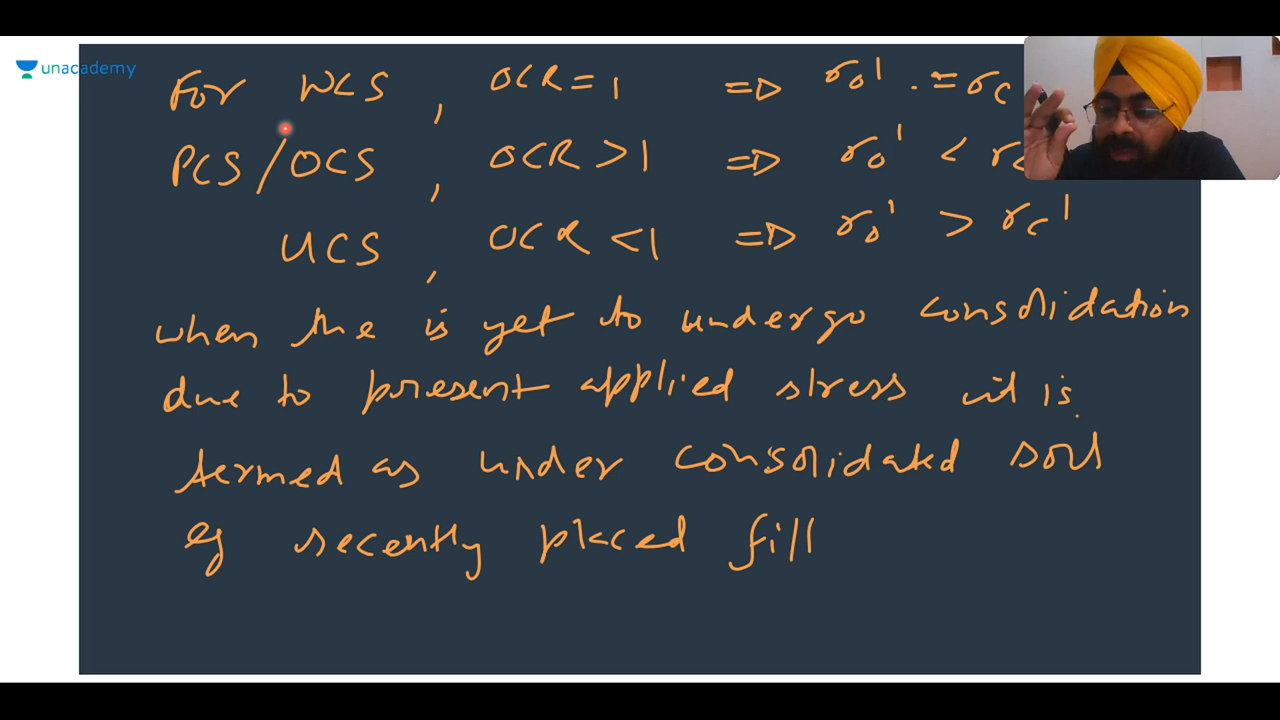 unacademy
For NCS, OCR = 1 ⇒ σ0' = σc
PCS/OCS, OCR > 1 ⇒ σ0' < σc
UCS, OCR < 1 ⇒ σ0' > σc'
when the is yet to undergo consolidation
due to present applied stress it is
termed as under consolidated soils
eg recently placed fill